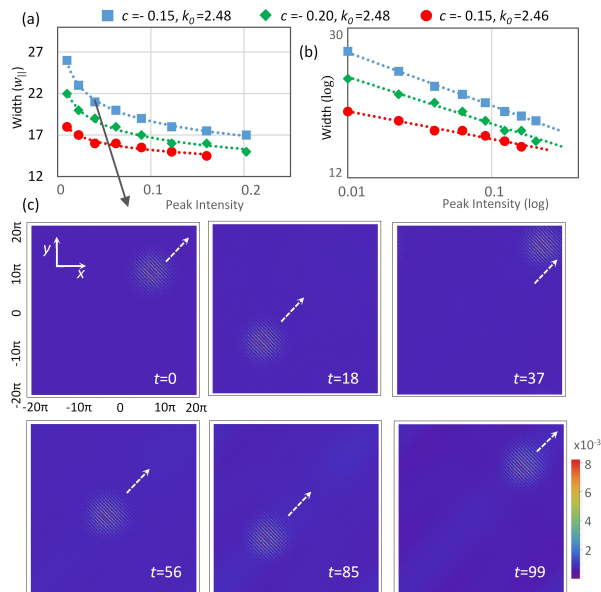 (a) c =- 0.15, k₀=2.48 c =- 0.20, k₀=2.48 c =- 0.15, k₀=2.46
(b)
Width (w||)
27
22
17
12
0 0.1 0.2
Peak Intensity
Width (log)
30
12
0.01 0.1
Peak Intensity (log)
(c)
20π
10π
0
-10π
-20π
y
x
t=0
t=18
t=37
-20π -10π 0 10π 20π
t=56
t=85
t=99
x10⁻³
8
6
4
2